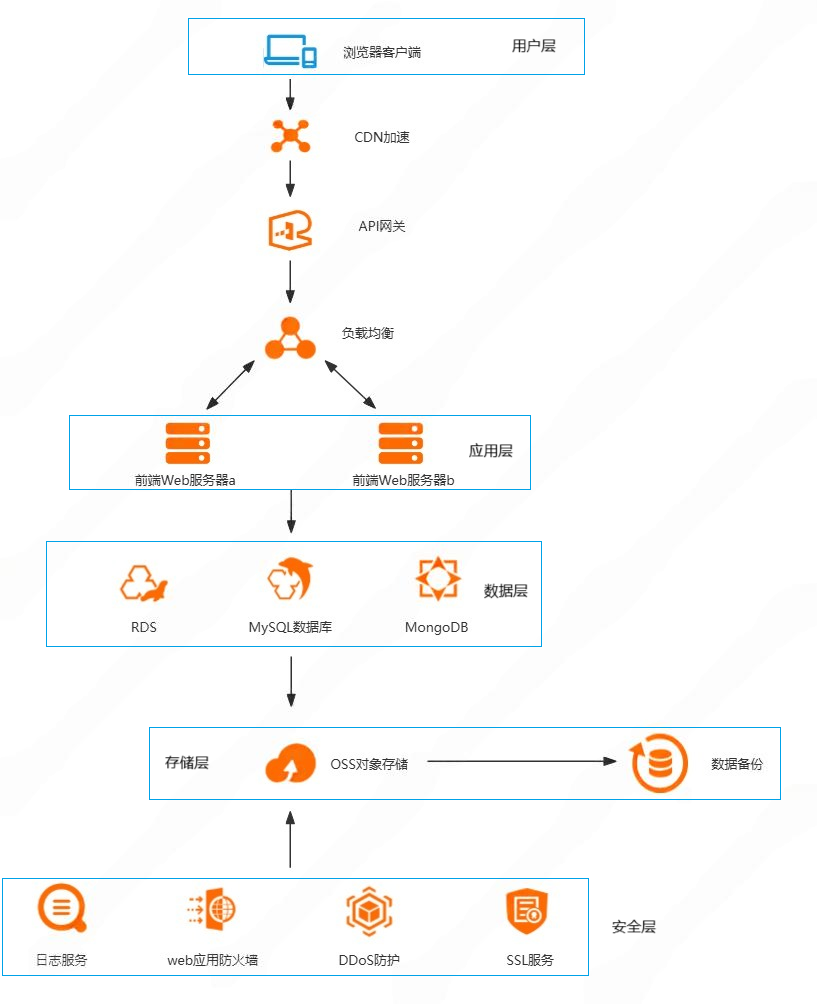 浏览器客户端
用户层
CDN加速
API网关
负载均衡
应用层
前端Web服务器a
前端Web服务器b
数据层
RDS
MySQL数据库
MongoDB
存储层
OSS对象存储
数据备份
安全层
日志服务
web应用防火墙
DDoS防护
SSL服务